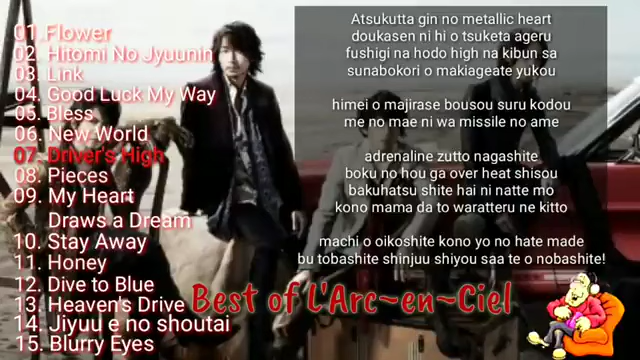 01.Flower
02. Hitomi No Jyuunin
03. Link
04. Good Luck My Way
05. Bless
06. New World
07. Driver's High
08. Pieces
09. My Heart
Draws a Dream
10. Stay Away
11. Honey
12. Dive to Blue
13. Heaven's Drive
14. Jiyuu e no shoutai
15. Blurry Eyes
Atsukutta gin no metallic heart
doukasen ni hi o tsuketa ageru
fushigi na hodo high na kibun sa
sunabokori o makiageate yukou
himei o majirase bousou suru kodou
me no mae ni wa missile no ame
adrenaline zutto nagashite
boku no hou ga over heat shisou
bakuhatsu shite hai ni natte mo
kono mama da to waratteru ne kitto
machi o oikoshite kono yo no hate made
bu tobashite shinjuu shiyou saa te o nobashite!
Best of L'Arc~en~Ciel